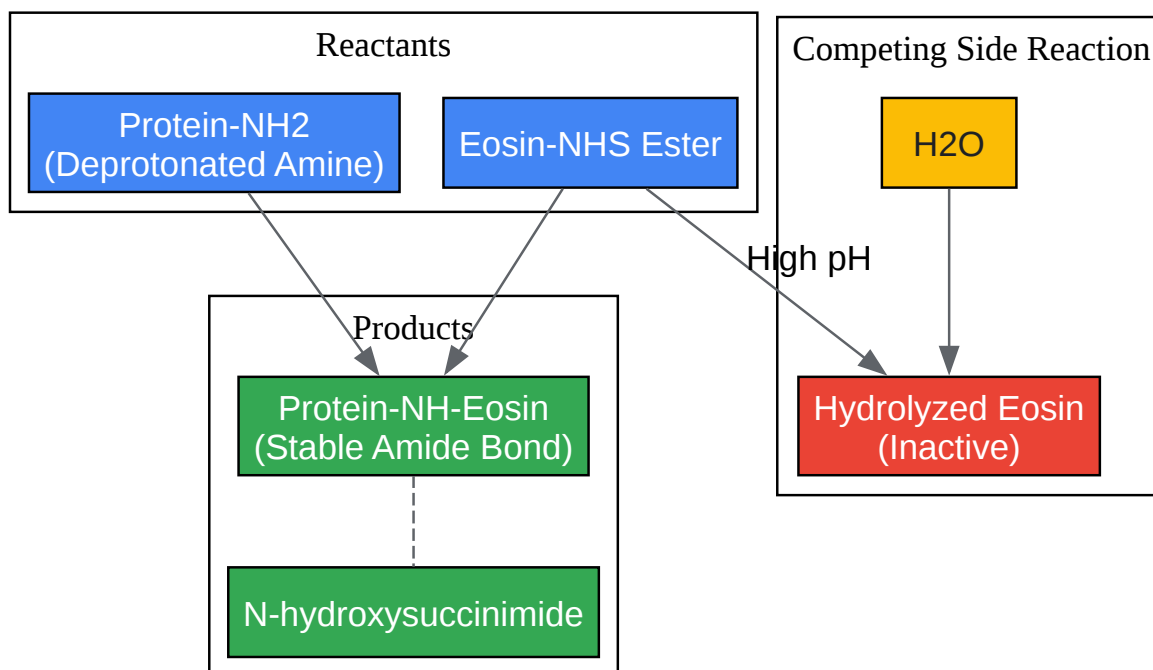 Reactants
Protein-NH2
(Deprotonated Amine)
Eosin-NHS Ester
Competing Side Reaction
H2O
High pH
Products
Protein-NH-Eosin
(Stable Amide Bond)
Hydrolyzed Eosin
(Inactive)
N-hydroxysuccinimide